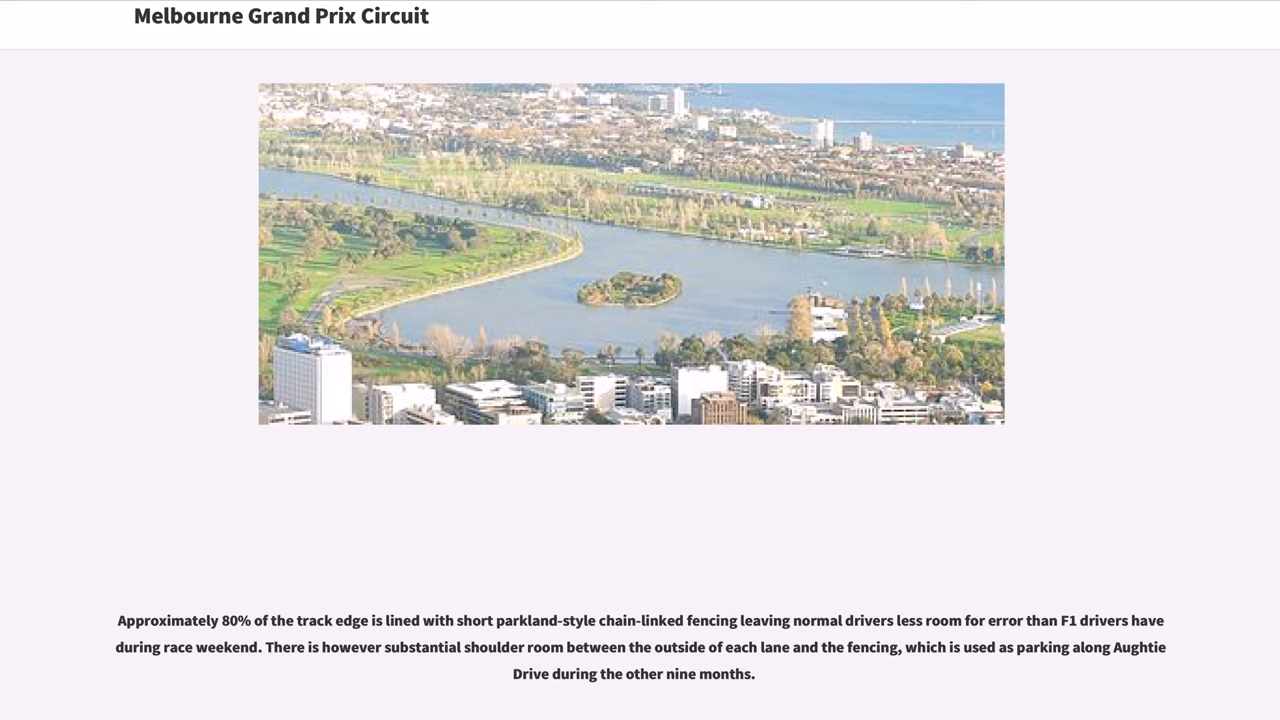 Melbourne Grand Prix Circuit
Approximately 80% of the track edge is lined with short parkland-style chain-linked fencing leaving normal drivers less room for error than F1 drivers have
during race weekend. There is however substantial shoulder room between the outside of each lane and the fencing, which is used as parking along Aughtie
Drive during the other nine months.